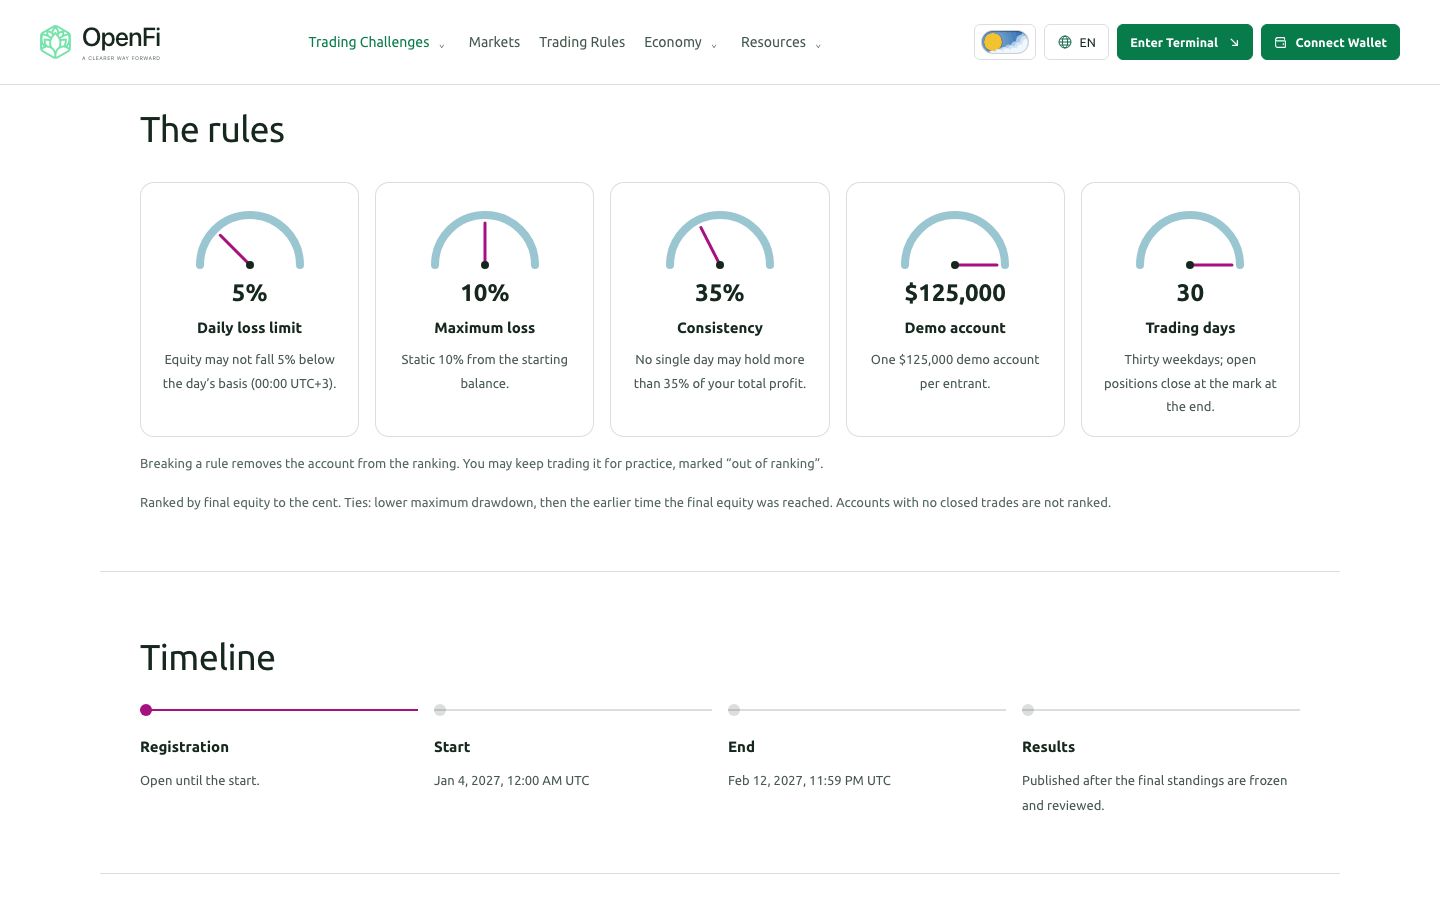 OpenFi
A CLEARER WAY FORWARD
Trading Challenges
Markets
Trading Rules
Economy
Resources
EN
Enter Terminal
Connect Wallet
The rules
5%
Daily loss limit
Equity may not fall 5% below
the day’s basis (00:00 UTC+3).
10%
Maximum loss
Static 10% from the starting
balance.
35%
Consistency
No single day may hold more
than 35% of your total profit.
$125,000
Demo account
One $125,000 demo account
per entrant.
30
Trading days
Thirty weekdays; open
positions close at the mark at
the end.
Breaking a rule removes the account from the ranking. You may keep trading it for practice, marked “out of ranking”.
Ranked by final equity to the cent. Ties: lower maximum drawdown, then the earlier time the final equity was reached. Accounts with no closed trades are not ranked.
Timeline
Registration
Open until the start.
Start
Jan 4, 2027, 12:00 AM UTC
End
Feb 12, 2027, 11:59 PM UTC
Results
Published after the final standings are frozen
and reviewed.